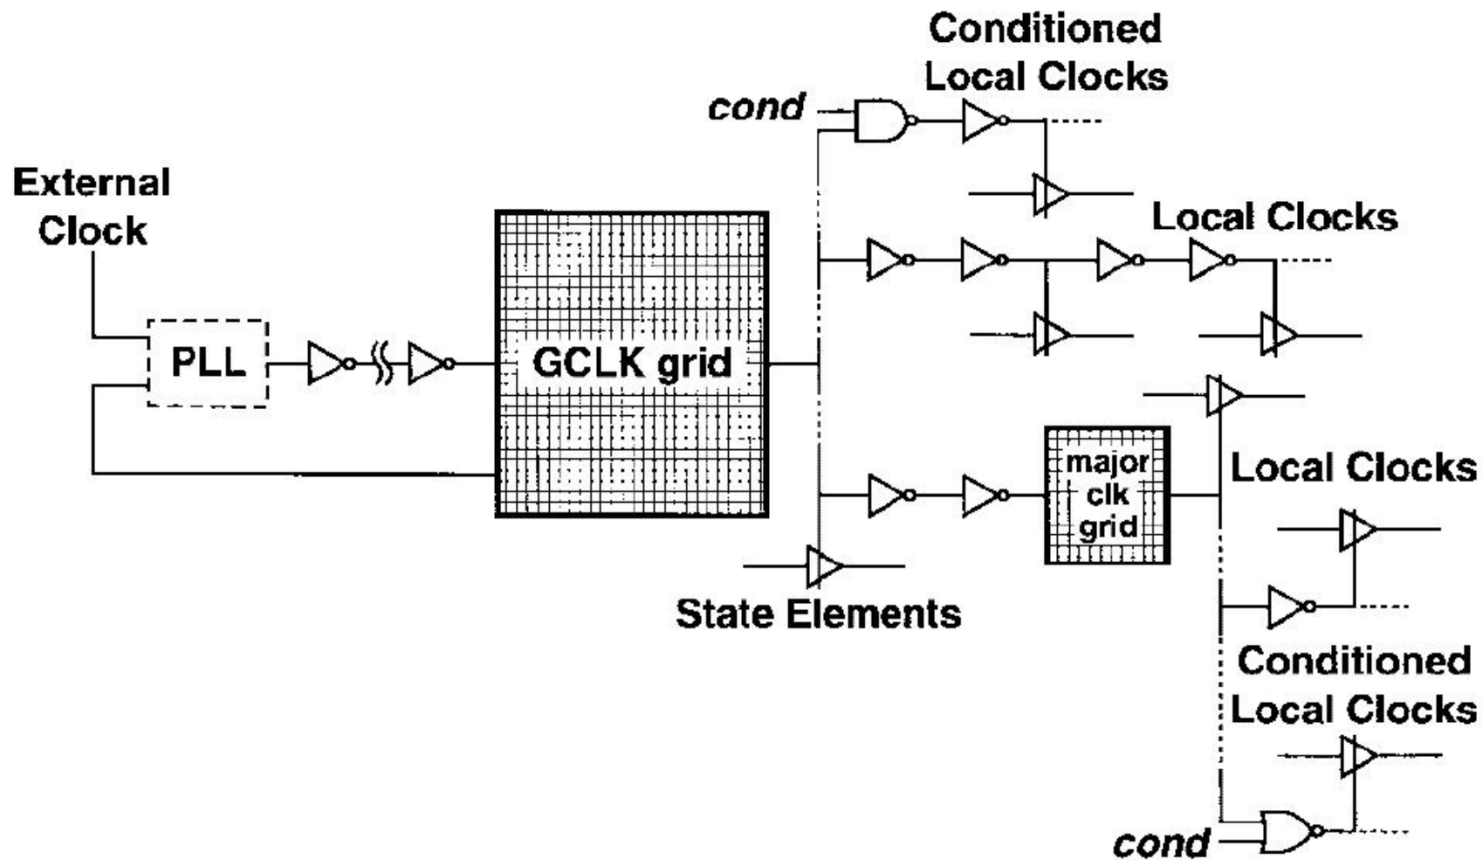 Conditioned
Local Clocks
cond
External
Clock
Local Clocks
PLL
GCLK grid
major
clk
grid
Local Clocks
State Elements
Conditioned
Local Clocks
cond